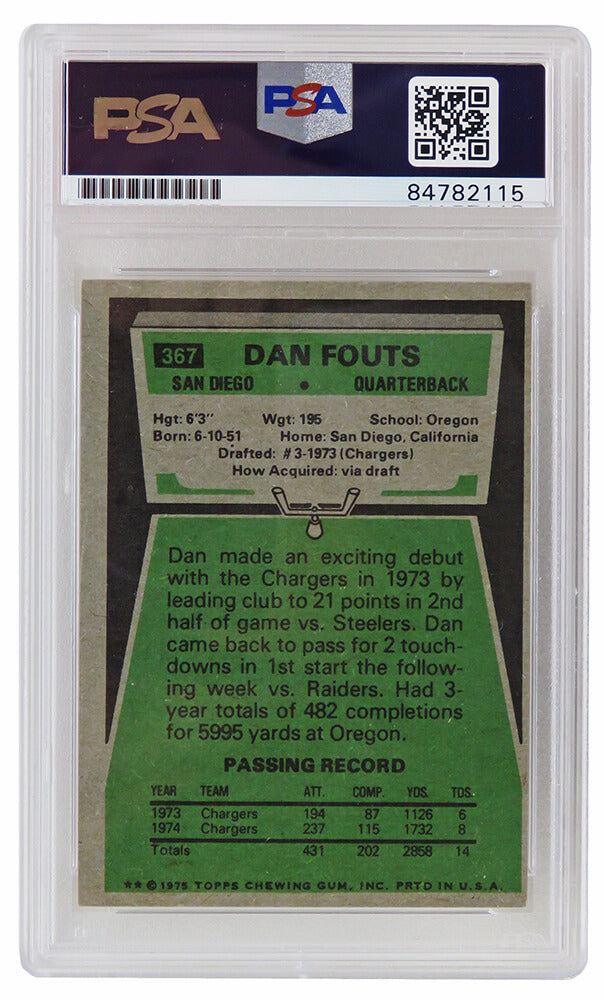 PSA
PSA
84782115
367 DAN FOUTS
SAN DIEGO • QUARTERBACK
Hgt: 6'3'' Wgt: 195 School: Oregon
Born: 6-10-51 Home: San Diego, California
Drafted: #3-1973 (Chargers)
How Acquired: via draft
Dan made an exciting debut
with the Chargers in 1973 by
leading club to 21 points in 2nd
half of game vs. Steelers. Dan
came back to pass for 2 touch-
downs in 1st start the follow-
ing week vs. Raiders. Had 3-
year totals of 482 completions
for 5995 yards at Oregon.
PASSING RECORD
YEAR TEAM ATT. COMP. YDS. TDS.
1973 Chargers 194 87 1126 6
1974 Chargers 237 115 1732 8
Totals 431 202 2858 14
** © 1975 TOPPS CHEWING GUM, INC. PRTD IN U.S.A.